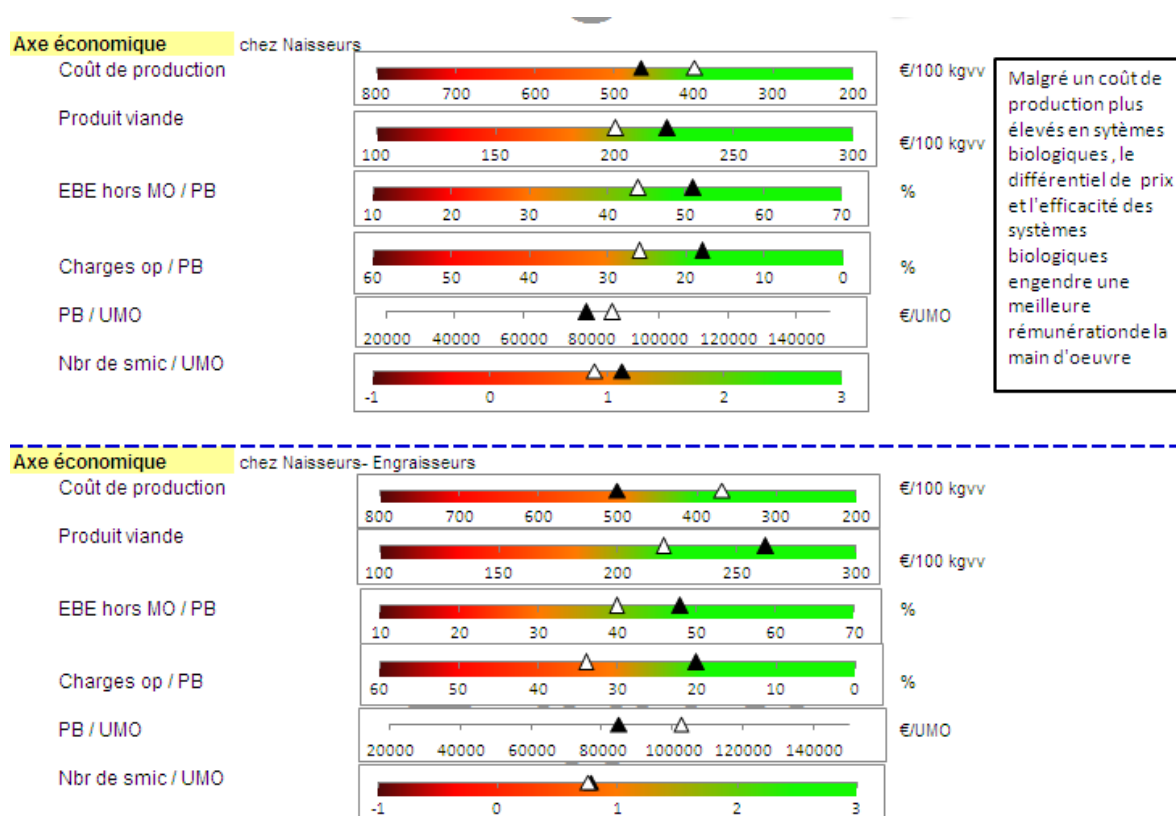 Axe économique chez Naisseurs
Coût de production €/100 kgvv
800 700 600 500 400 300 200
Produit viande €/100 kgvv
100 150 200 250 300
EBE hors MO / PB %
10 20 30 40 50 60 70
Charges op / PB %
60 50 40 30 20 10 0
PB / UMO €/UMO
20000 40000 60000 80000 100000 120000 140000
Nbr de smic / UMO
-1 0 1 2 3
Malgré un coût de
production plus
élevés en sytèmes
biologiques , le
différentiel de prix
et l'efficacité des
systèmes
biologiques
engendre une
meilleure
rémunérationde la
main d'oeuvre
Axe économique chez Naisseurs- Engraisseurs
Coût de production €/100 kgvv
800 700 600 500 400 300 200
Produit viande €/100 kgvv
100 150 200 250 300
EBE hors MO / PB %
10 20 30 40 50 60 70
Charges op / PB %
60 50 40 30 20 10 0
PB / UMO €/UMO
20000 40000 60000 80000 100000 120000 140000
Nbr de smic / UMO
-1 0 1 2 3